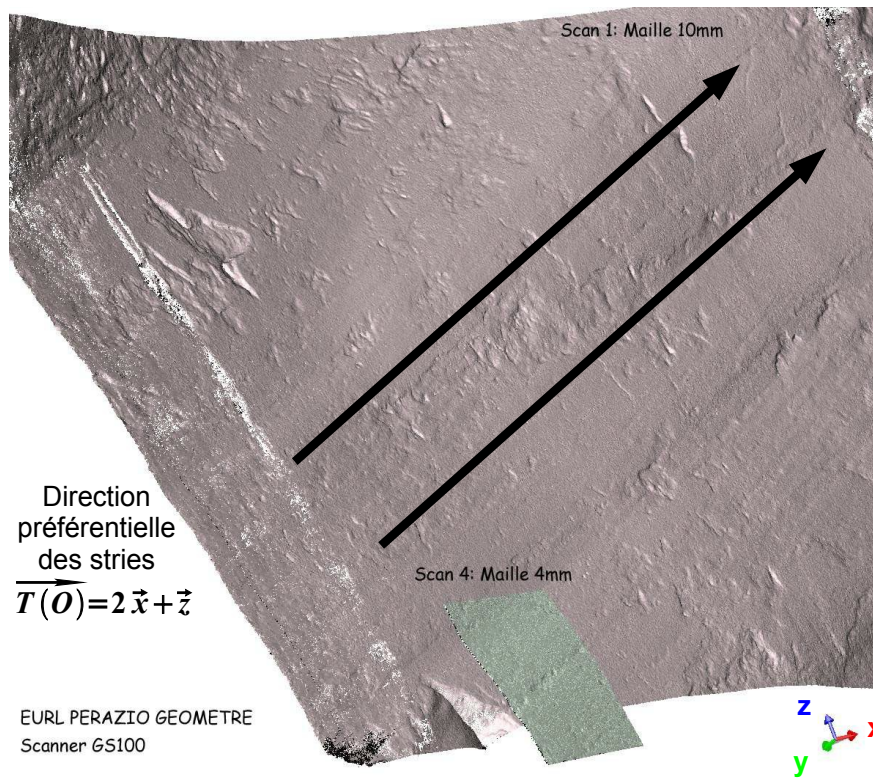 Scan 1: Maille 10mm
Direction
préférentielle
des stries
T(O)=2x⃗+z⃗
Scan 4: Maille 4mm
EURL PERAZIO GEOMETRE
Scanner GS100
z
x
y